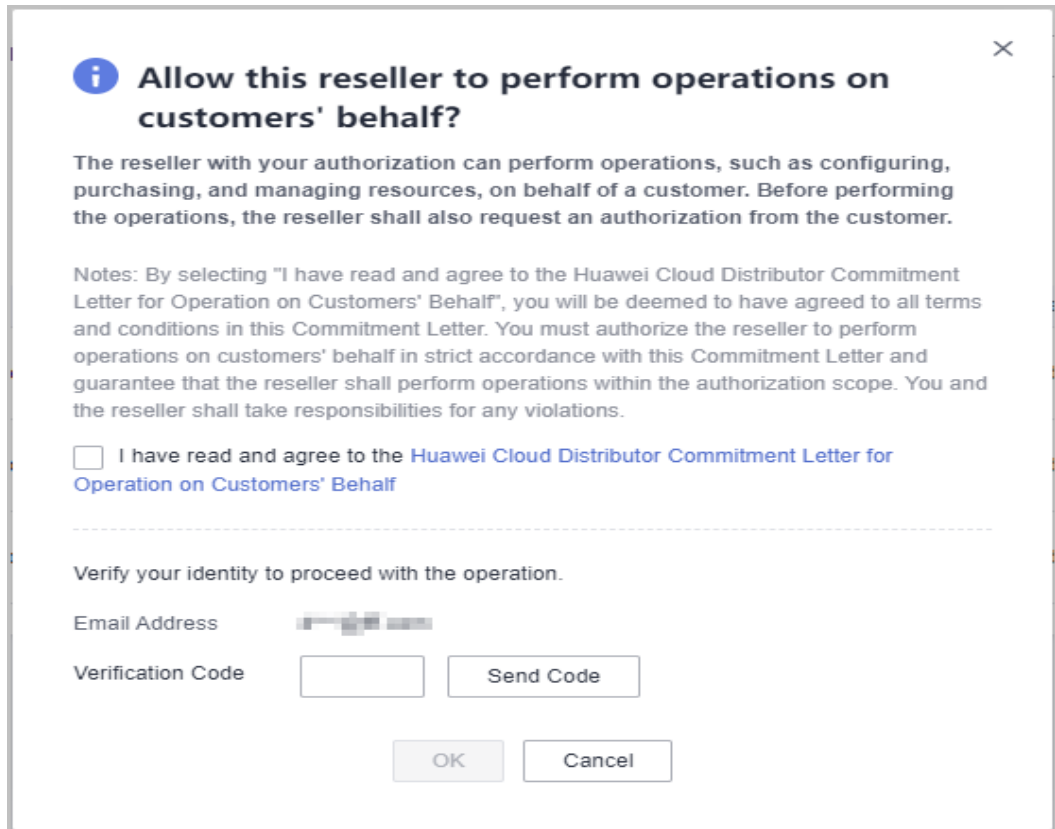 Allow this reseller to perform operations on
customers' behalf?
The reseller with your authorization can perform operations, such as configuring,
purchasing, and managing resources, on behalf of a customer. Before performing
the operations, the reseller shall also request an authorization from the customer.
Notes: By selecting "I have read and agree to the Huawei Cloud Distributor Commitment
Letter for Operation on Customers' Behalf", you will be deemed to have agreed to all terms
and conditions in this Commitment Letter. You must authorize the reseller to perform
operations on customers' behalf in strict accordance with this Commitment Letter and
guarantee that the reseller shall perform operations within the authorization scope. You and
the reseller shall take responsibilities for any violations.
I have read and agree to the Huawei Cloud Distributor Commitment Letter for
Operation on Customers' Behalf
Verify your identity to proceed with the operation.
Email Address
Verification Code
Send Code
OK
Cancel